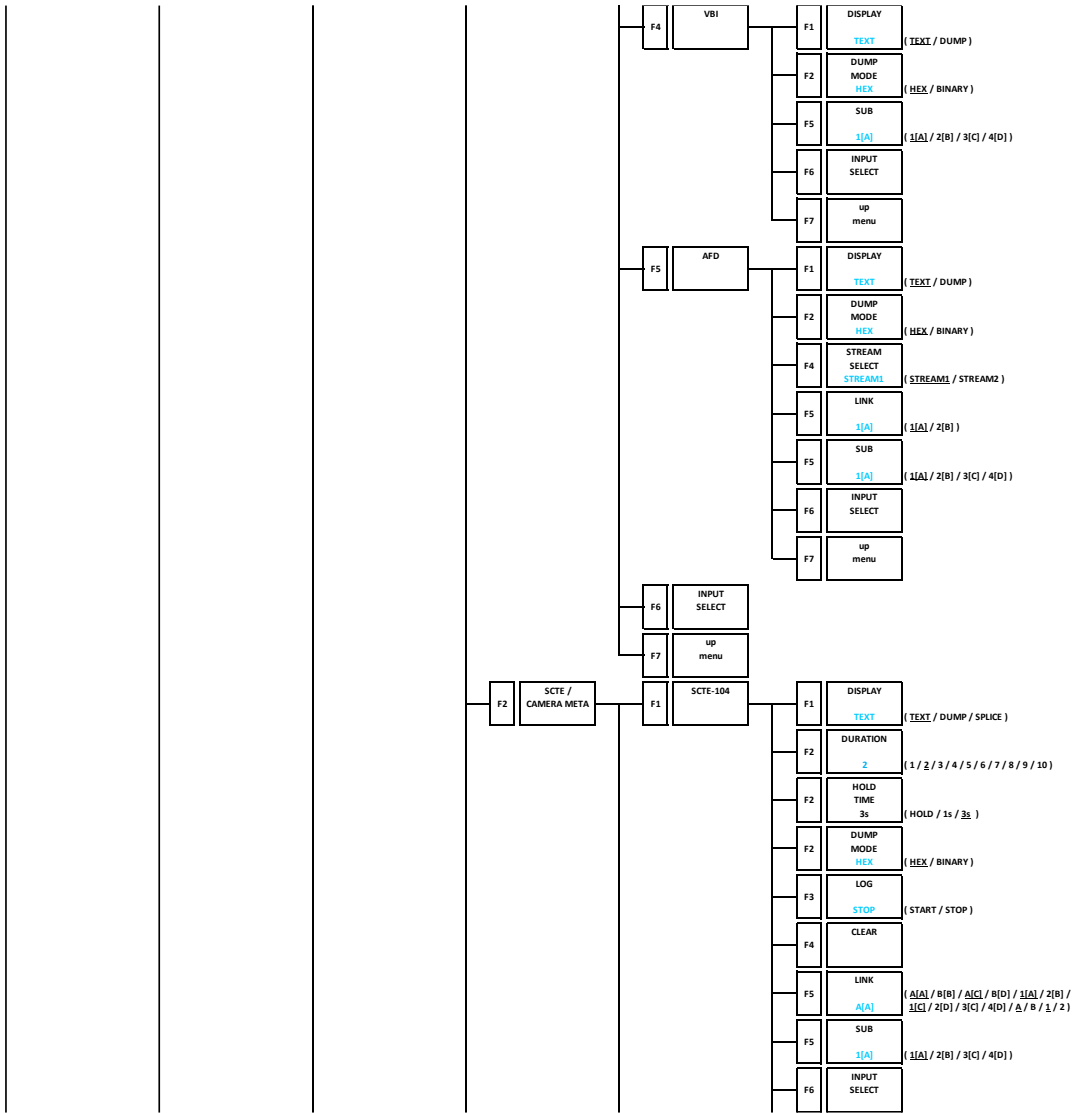 F4
VBI
F1
DISPLAY
TEXT
( TEXT / DUMP )
F2
DUMP
MODE
HEX
( HEX / BINARY )
F5
SUB
1[A]
( 1[A] / 2[B] / 3[C] / 4[D] )
F6
INPUT
SELECT
F7
up
menu
F5
AFD
F1
DISPLAY
TEXT
( TEXT / DUMP )
F2
DUMP
MODE
HEX
( HEX / BINARY )
F4
STREAM
SELECT
STREAM1
( STREAM1 / STREAM2 )
F5
LINK
1[A]
( 1[A] / 2[B] )
F5
SUB
1[A]
( 1[A] / 2[B] / 3[C] / 4[D] )
F6
INPUT
SELECT
F7
up
menu
F6
INPUT
SELECT
F7
up
menu
F2
SCTE /
CAMERA META
F1
SCTE-104
F1
DISPLAY
TEXT
( TEXT / DUMP / SPLICE )
F2
DURATION
2
( 1 / 2 / 3 / 4 / 5 / 6 / 7 / 8 / 9 / 10 )
F2
HOLD
TIME
3s
( HOLD / 1s / 3s )
F2
DUMP
MODE
HEX
( HEX / BINARY )
F3
LOG
STOP
( START / STOP )
F4
CLEAR
F5
LINK
A[A]
( A[A] / B[B] / A[C] / B[D] / 1[A] / 2[B] /
1[C] / 2[D] / 3[C] / 4[D] / A / B / 1 / 2 )
F5
SUB
1[A]
( 1[A] / 2[B] / 3[C] / 4[D] )
F6
INPUT
SELECT